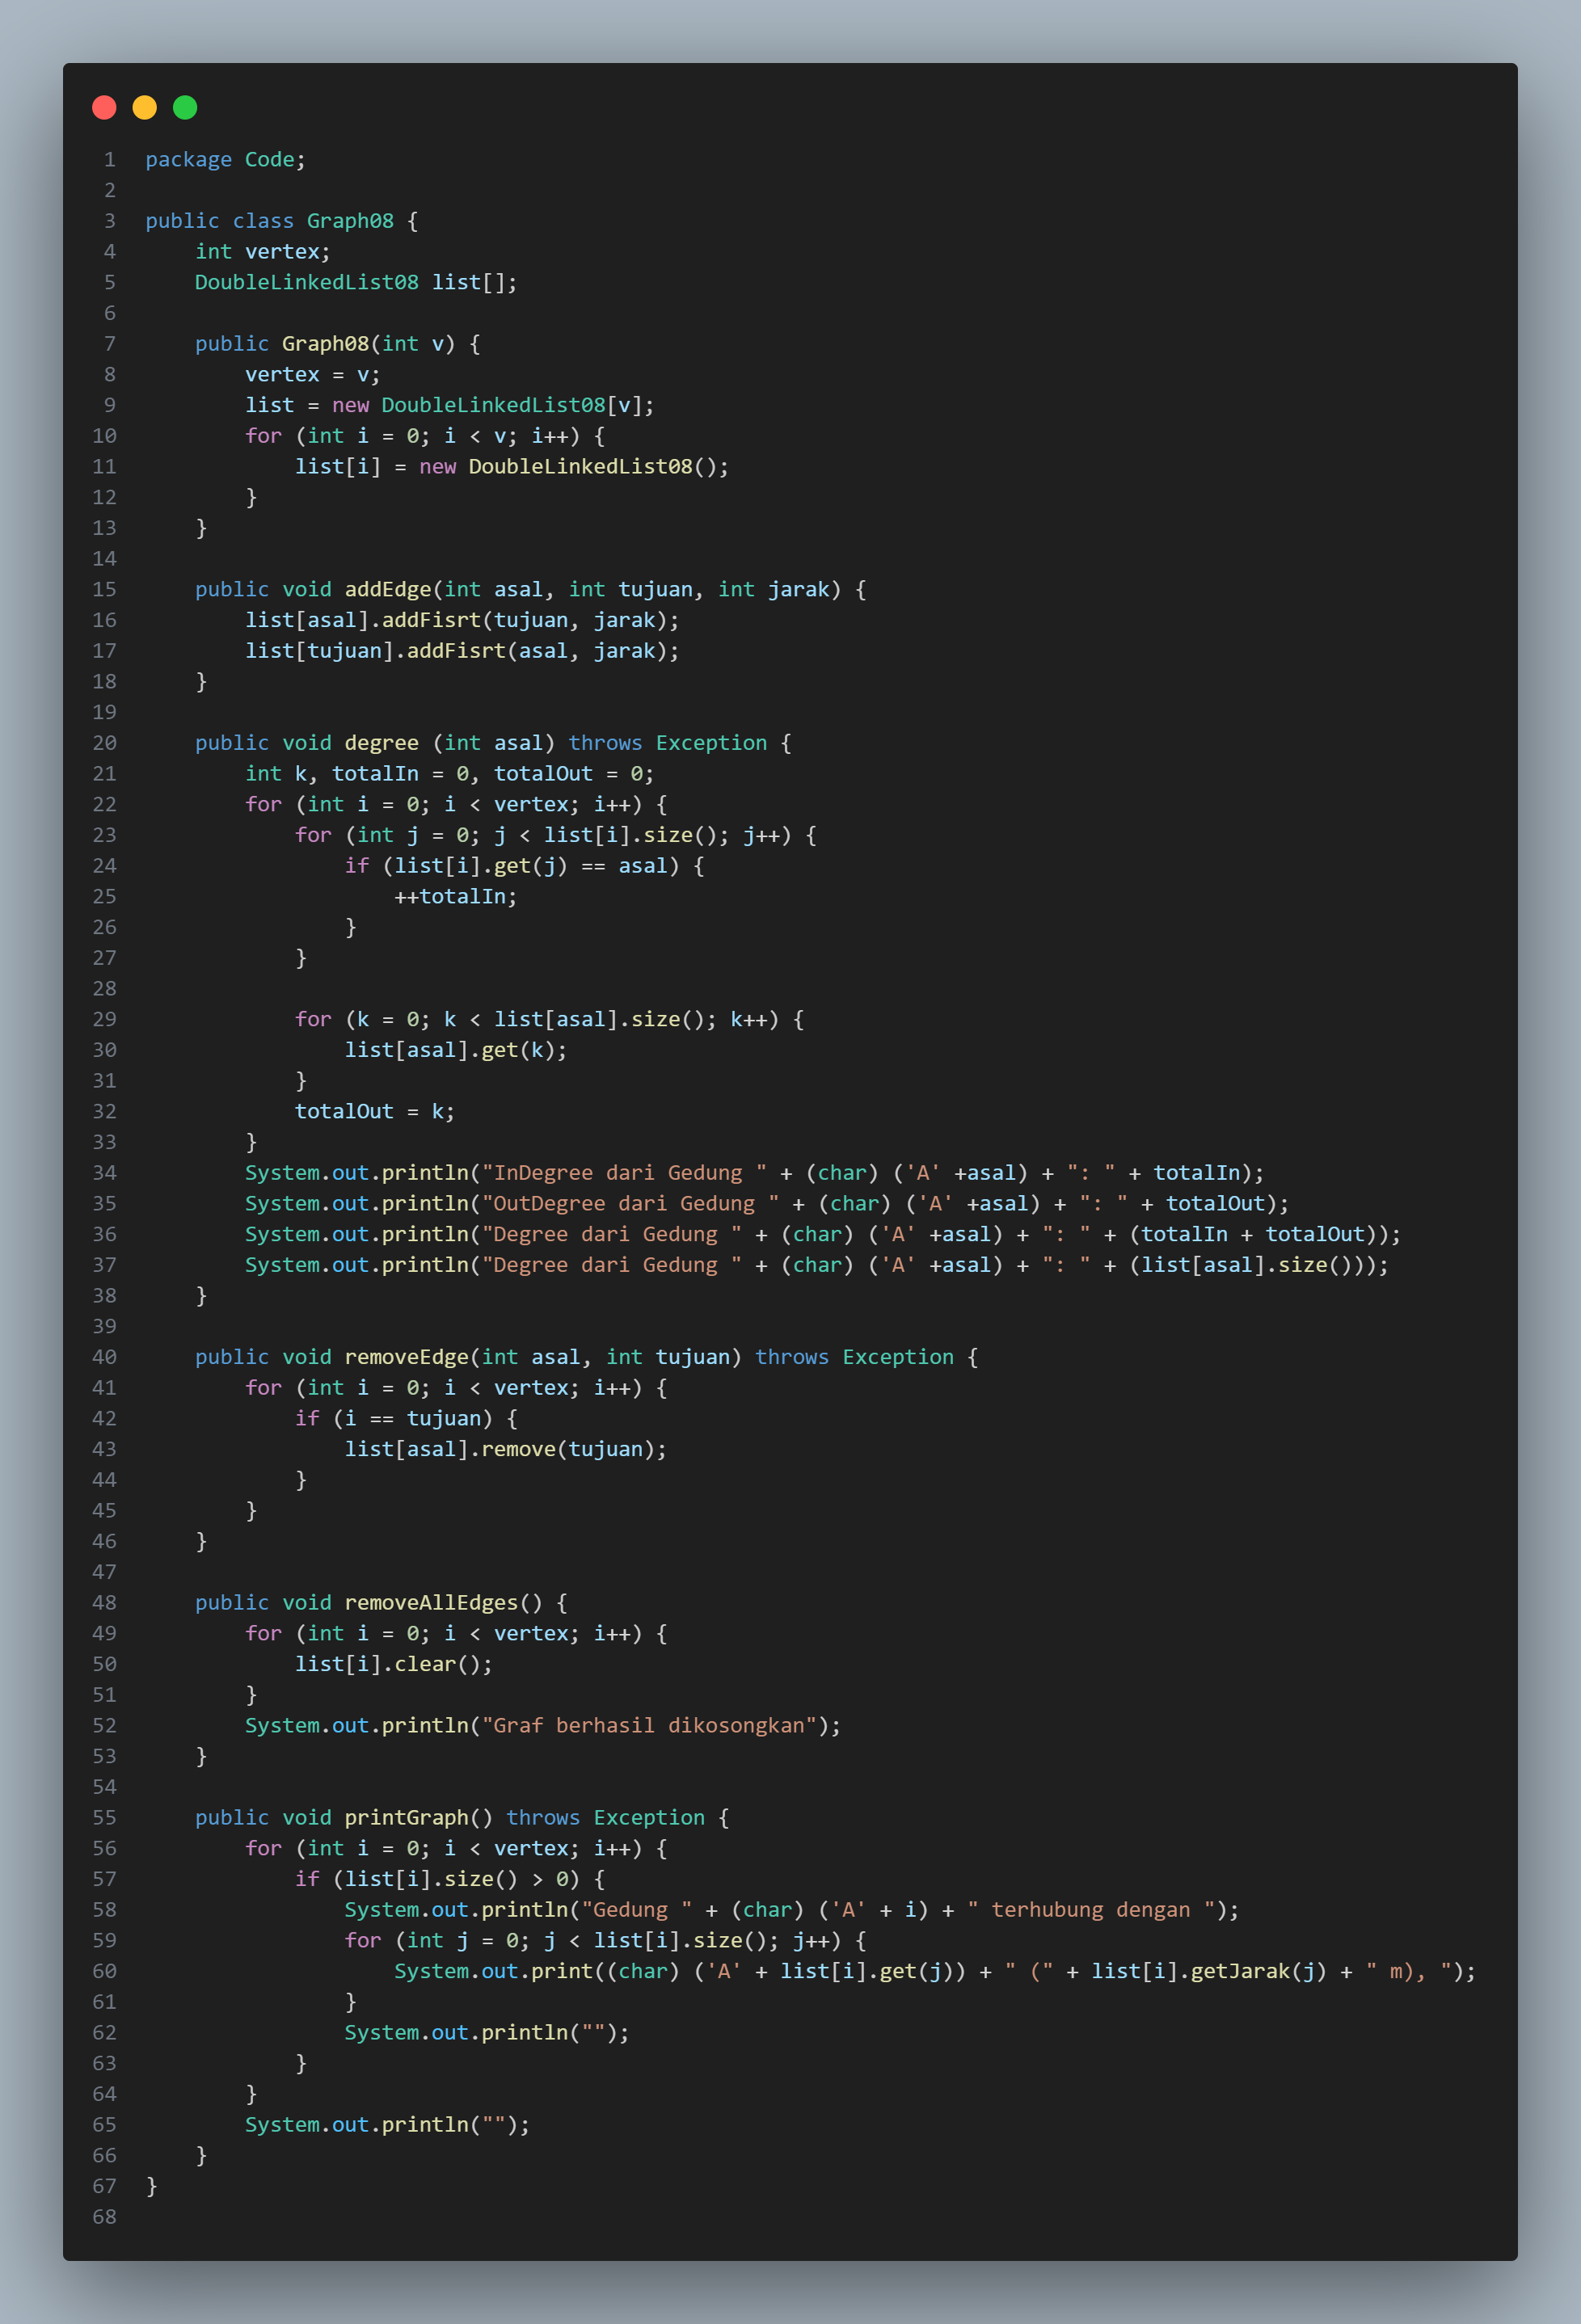 1 package Code;
2
3 public class Graph08 {
4     int vertex;
5     DoubleLinkedList08 list[];
6
7     public Graph08(int v) {
8         vertex = v;
9         list = new DoubleLinkedList08[v];
10         for (int i = 0; i < v; i++) {
11             list[i] = new DoubleLinkedList08();
12         }
13     }
14
15     public void addEdge(int asal, int tujuan, int jarak) {
16         list[asal].addFisrt(tujuan, jarak);
17         list[tujuan].addFisrt(asal, jarak);
18     }
19
20     public void degree (int asal) throws Exception {
21         int k, totalIn = 0, totalOut = 0;
22         for (int i = 0; i < vertex; i++) {
23             for (int j = 0; j < list[i].size(); j++) {
24                 if (list[i].get(j) == asal) {
25                     ++totalIn;
26                 }
27             }
28
29             for (k = 0; k < list[asal].size(); k++) {
30                 list[asal].get(k);
31             }
32             totalOut = k;
33         }
34         System.out.println("InDegree dari Gedung " + (char) ('A' +asal) + ": " + totalIn);
35         System.out.println("OutDegree dari Gedung " + (char) ('A' +asal) + ": " + totalOut);
36         System.out.println("Degree dari Gedung " + (char) ('A' +asal) + ": " + (totalIn + totalOut));
37         System.out.println("Degree dari Gedung " + (char) ('A' +asal) + ": " + (list[asal].size()));
38     }
39
40     public void removeEdge(int asal, int tujuan) throws Exception {
41         for (int i = 0; i < vertex; i++) {
42             if (i == tujuan) {
43                 list[asal].remove(tujuan);
44             }
45         }
46     }
47
48     public void removeAllEdges() {
49         for (int i = 0; i < vertex; i++) {
50             list[i].clear();
51         }
52         System.out.println("Graf berhasil dikosongkan");
53     }
54
55     public void printGraph() throws Exception {
56         for (int i = 0; i < vertex; i++) {
57             if (list[i].size() > 0) {
58                 System.out.println("Gedung " + (char) ('A' + i) + " terhubung dengan ");
59                 for (int j = 0; j < list[i].size(); j++) {
60                     System.out.print((char) ('A' + list[i].get(j)) + " (" + list[i].getJarak(j) + " m), ");
61                 }
62                 System.out.println("");
63             }
64         }
65         System.out.println("");
66     }
67 }
68